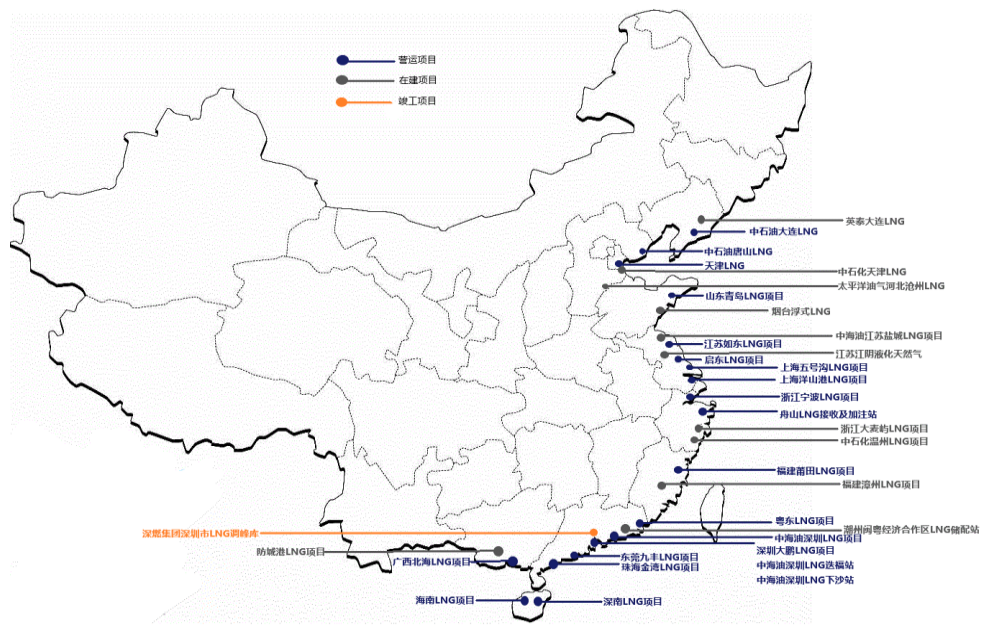 营运项目
在建项目
竣工项目
英泰大连LNG
中石油大连LNG
中石油唐山LNG
天津LNG
中石化天津LNG
太平洋油气河北沧州LNG
山东青岛LNG项目
烟台浮式LNG
中海油江苏盐城LNG项目
江苏如东LNG项目
江苏江阴液化天然气
启东LNG项目
上海五号沟LNG项目
上海洋山港LNG项目
浙江宁波LNG项目
舟山LNG接收及加注站
浙江大麦屿LNG项目
中石化温州LNG项目
福建莆田LNG项目
福建漳州LNG项目
粤东LNG项目
潮州闽粤经济合作区LNG储配站
深燃集团深圳市LNG调峰库
中海油深圳LNG项目
防城港LNG项目
深圳大鹏LNG项目
东莞九丰LNG项目
广西北海LNG项目
珠海金湾LNG项目
中海油深圳LNG迭福站
中海油深圳LNG下沙站
海南LNG项目
深南LNG项目